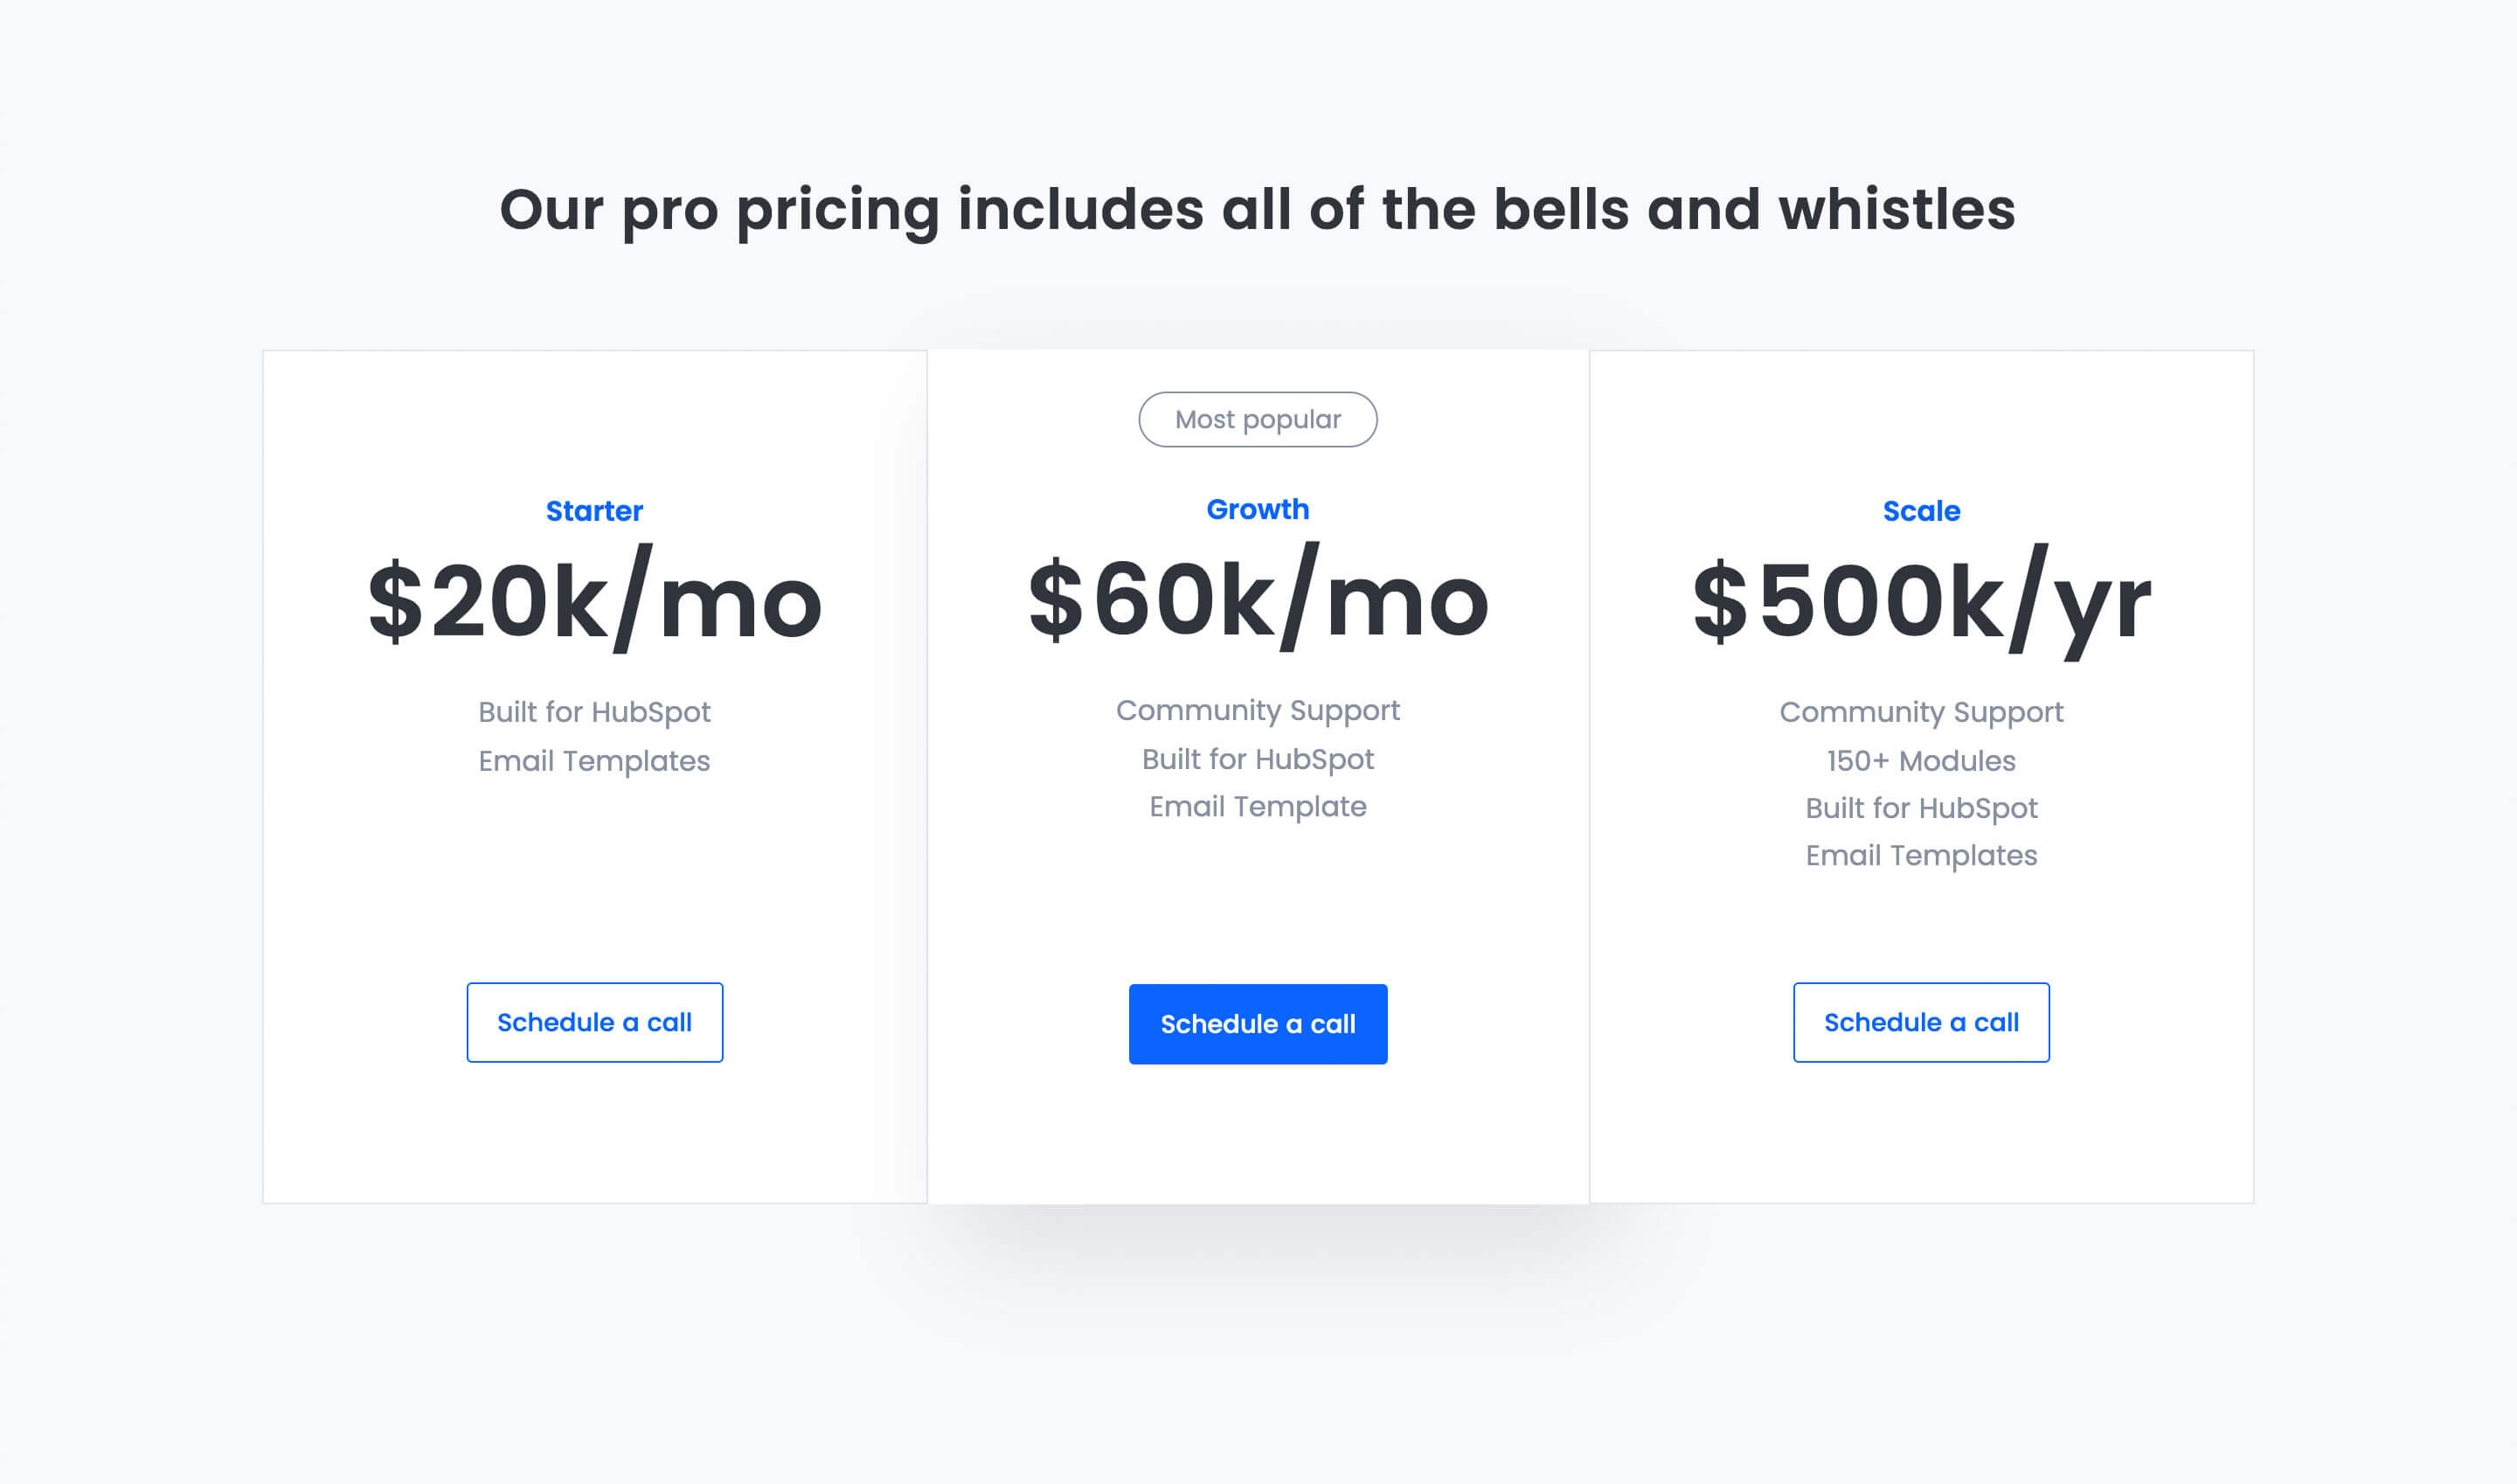 Our pro pricing includes all of the bells and whistles
Starter
$20k/mo
Built for HubSpot
Email Templates
Schedule a call
Most popular
Growth
$60k/mo
Community Support
Built for HubSpot
Email Template
Schedule a call
Scale
$500k/yr
Community Support
150+ Modules
Built for HubSpot
Email Templates
Schedule a call